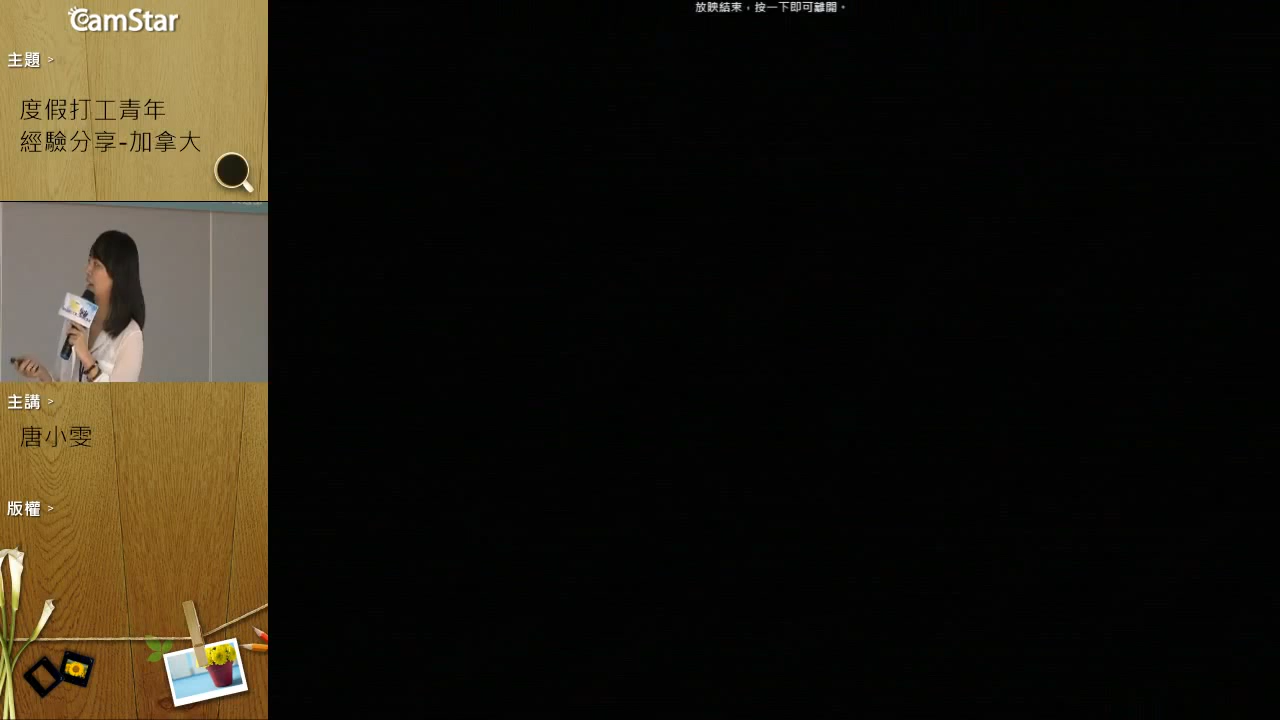 CamStar
主題 >
度假打工青年
經驗分享-加拿大
主講 >
唐小雯
版權 >
放映結束，按一下即可離開。